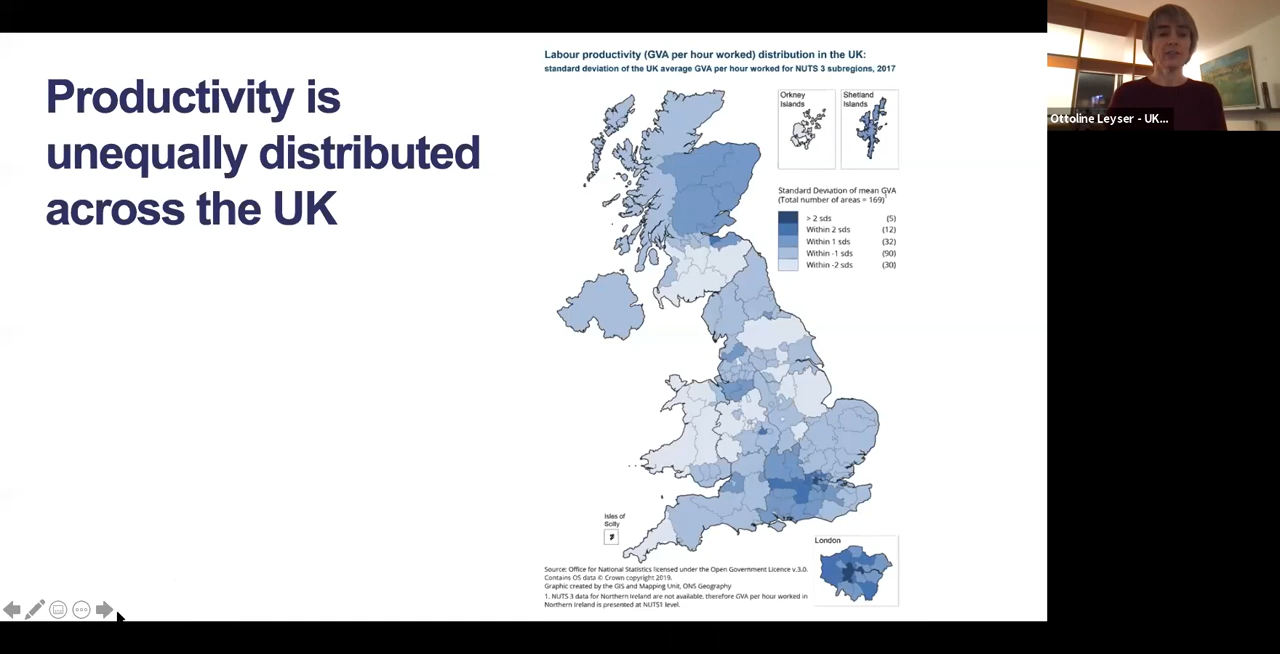 Productivity is
unequally distributed
across the UK
Labour productivity (GVA per hour worked) distribution in the UK:
standard deviation of the UK average GVA per hour worked for NUTS 3 subregions, 2017
Orkney
Islands
Shetland
Islands
Standard Deviation of mean GVA
(Total number of areas = 169)¹
> 2 sds (5)
Within 2 sds (12)
Within 1 sds (32)
Within -1 sds (90)
Within -2 sds (30)
Isles of
Scilly
London
Source: Office for National Statistics licensed under the Open Government Licence v.3.0.
Contains OS data © Crown copyright 2019.
Graphic created by the GIS and Mapping Unit, ONS Geography
1. NUTS 3 data for Northern Ireland are not available, therefore GVA per hour worked in
Northern Ireland is presented at NUTS1 level.
Ottoline Leyser - UK...